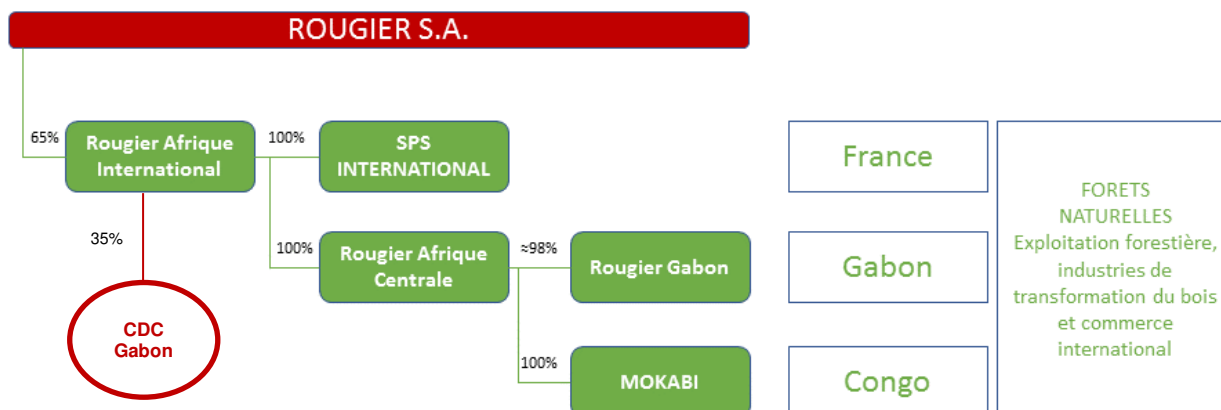 ROUGIER S.A.
65%
Rougier Afrique
International
100%
SPS
INTERNATIONAL
France
35%
100%
Rougier Afrique
Centrale
≈98%
Rougier Gabon
Gabon
CDC
Gabon
100%
MOKABI
Congo
FORETS
NATURELLES
Exploitation forestière,
industries de
transformation du bois
et commerce
international